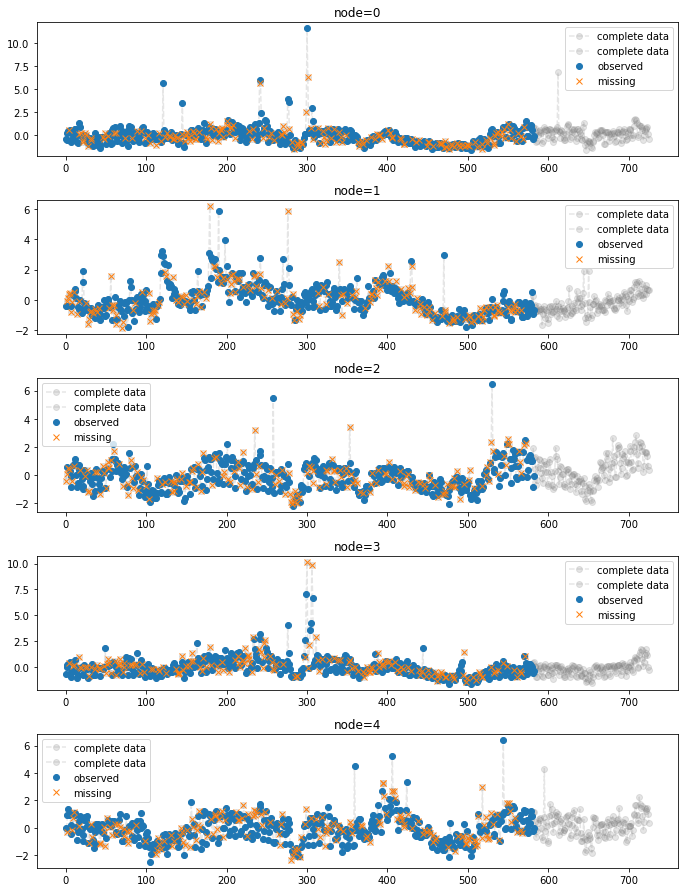 node=0
10.0
7.5
5.0
2.5
0.0
complete data
complete data
observed
missing
0 100 200 300 400 500 600 700
node=1
6
4
2
0
−2
complete data
complete data
observed
missing
0 100 200 300 400 500 600 700
node=2
6
4
2
0
−2
complete data
complete data
observed
missing
0 100 200 300 400 500 600 700
node=3
10.0
7.5
5.0
2.5
0.0
complete data
complete data
observed
missing
0 100 200 300 400 500 600 700
node=4
6
4
2
0
−2
complete data
complete data
observed
missing
0 100 200 300 400 500 600 700